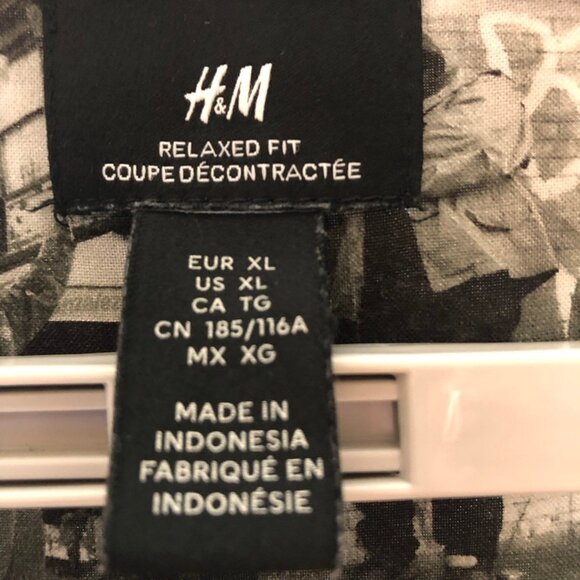 H&M
RELAXED FIT
COUPE DÉCONTRACTÉE
EUR XL
US XL
CA TG
CN 185/116A
MX XG
MADE IN
INDONESIA
FABRIQUÉ EN
INDONÉSIE